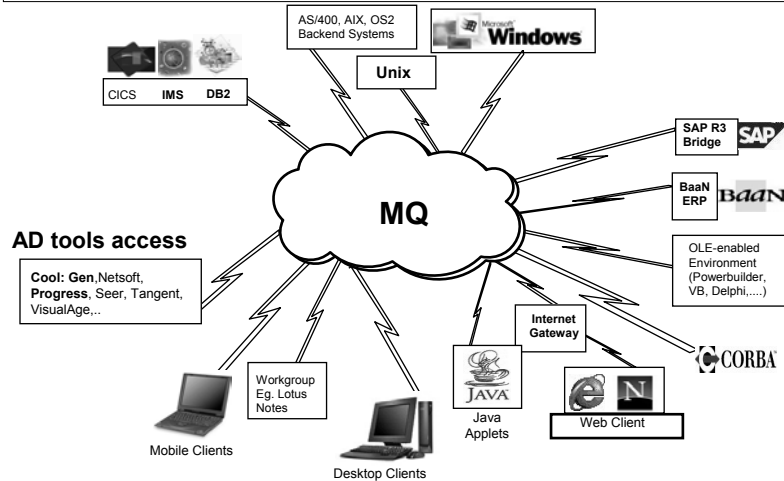 AS/400, AIX, OS2
Backend Systems
Microsoft
Windows
Unix
CICS IMS DB2
SAP R3
Bridge
SAP
BaaN
ERP
BaaN
MQ
AD tools access
Cool: Gen,Netsoft,
Progress, Seer, Tangent,
VisualAge,..
OLE-enabled
Environment
(Powerbuilder,
VB, Delphi,....)
Internet
Gateway
CORBA
Workgroup
Eg. Lotus
Notes
JAVA
Java
Applets
N
Web Client
Mobile Clients
Desktop Clients